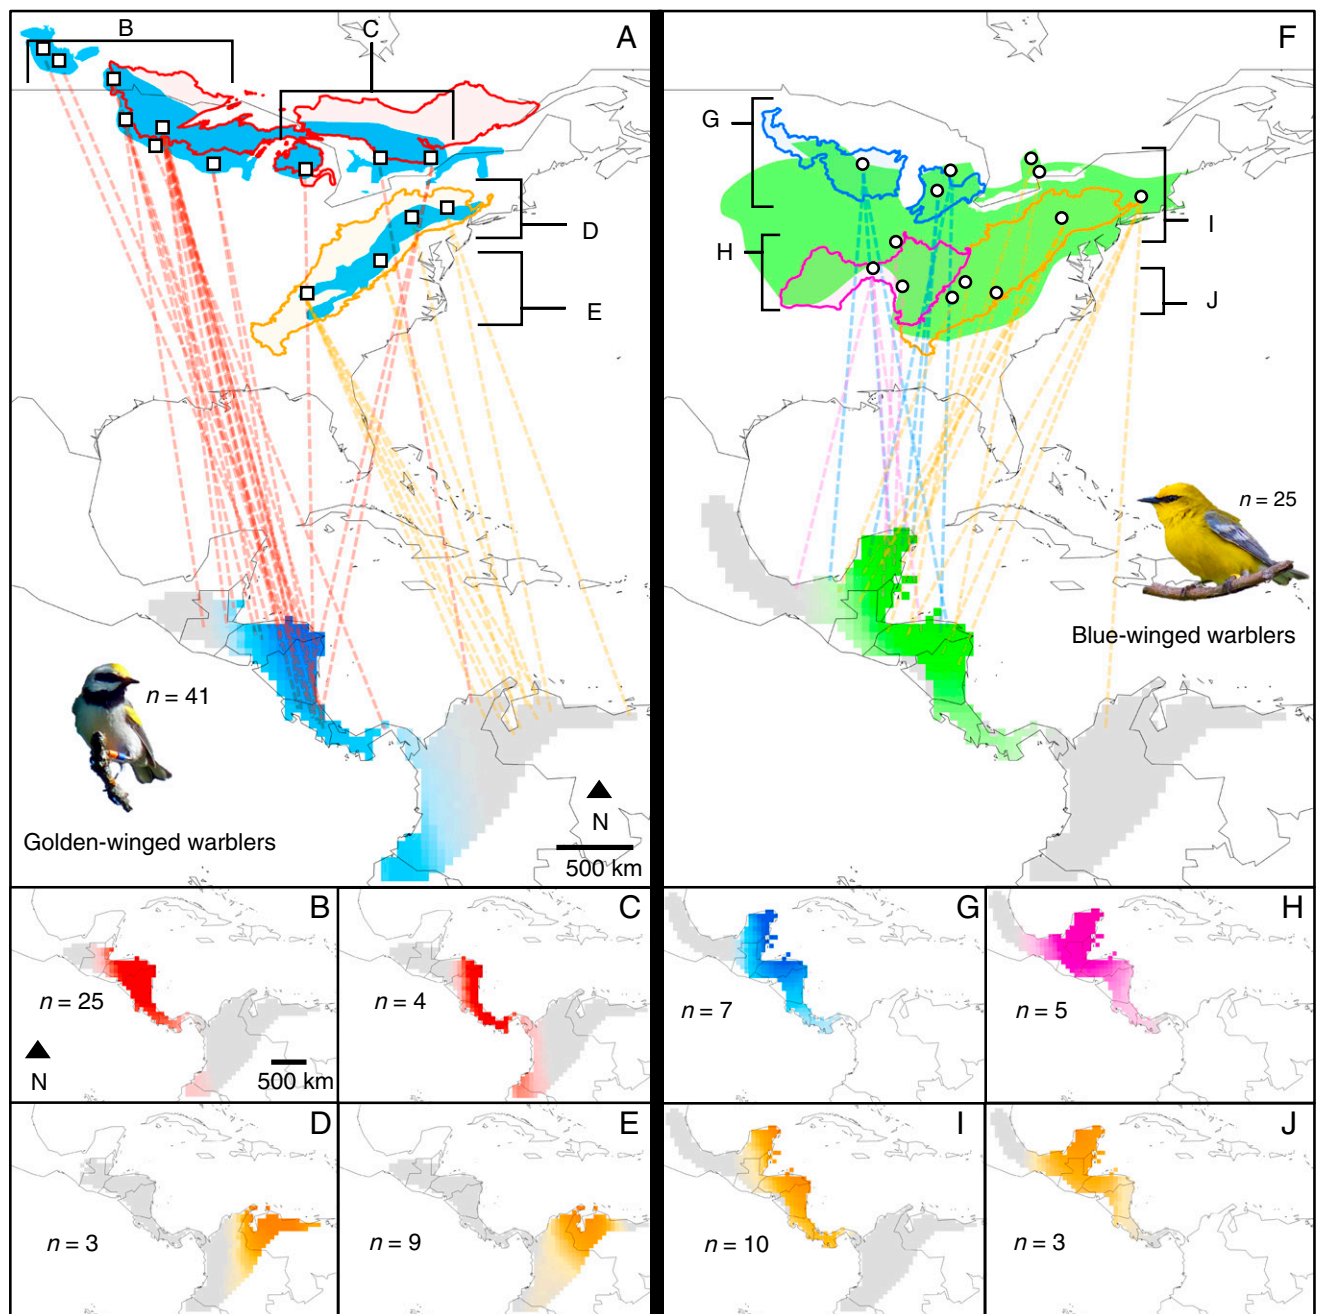 B
C
A
D
E
n = 41
Golden-winged warblers
N
500 km
F
G
H
I
J
n = 25
Blue-winged warblers
B
n = 25
N
500 km
C
n = 4
D
n = 3
E
n = 9
G
n = 7
H
n = 5
I
n = 10
J
n = 3